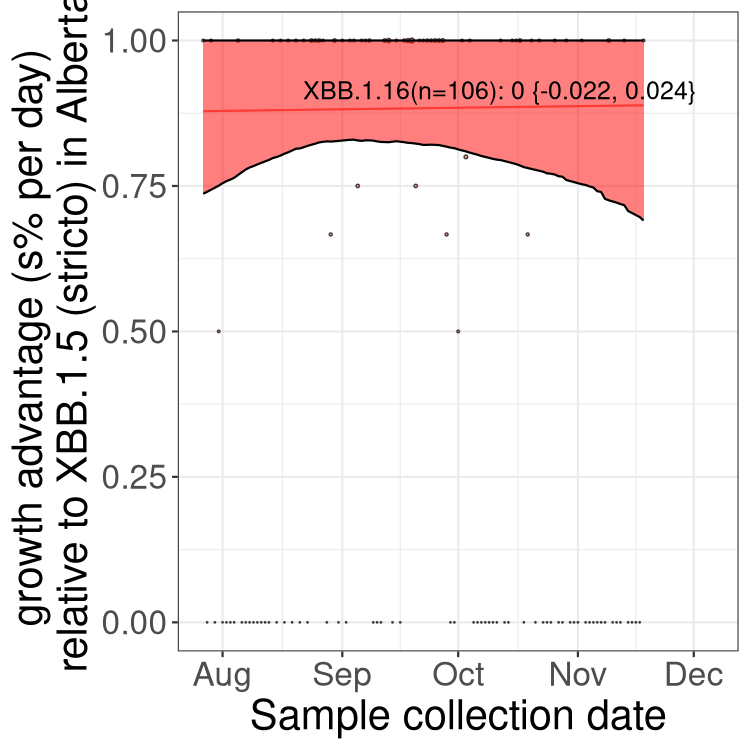 growth advantage (s% per day)
relative to XBB.1.5 (stricto) in Alberta
1.00
0.75
0.50
0.25
0.00
XBB.1.16(n=106): 0 {-0.022, 0.024}
Aug Sep Oct Nov Dec
Sample collection date